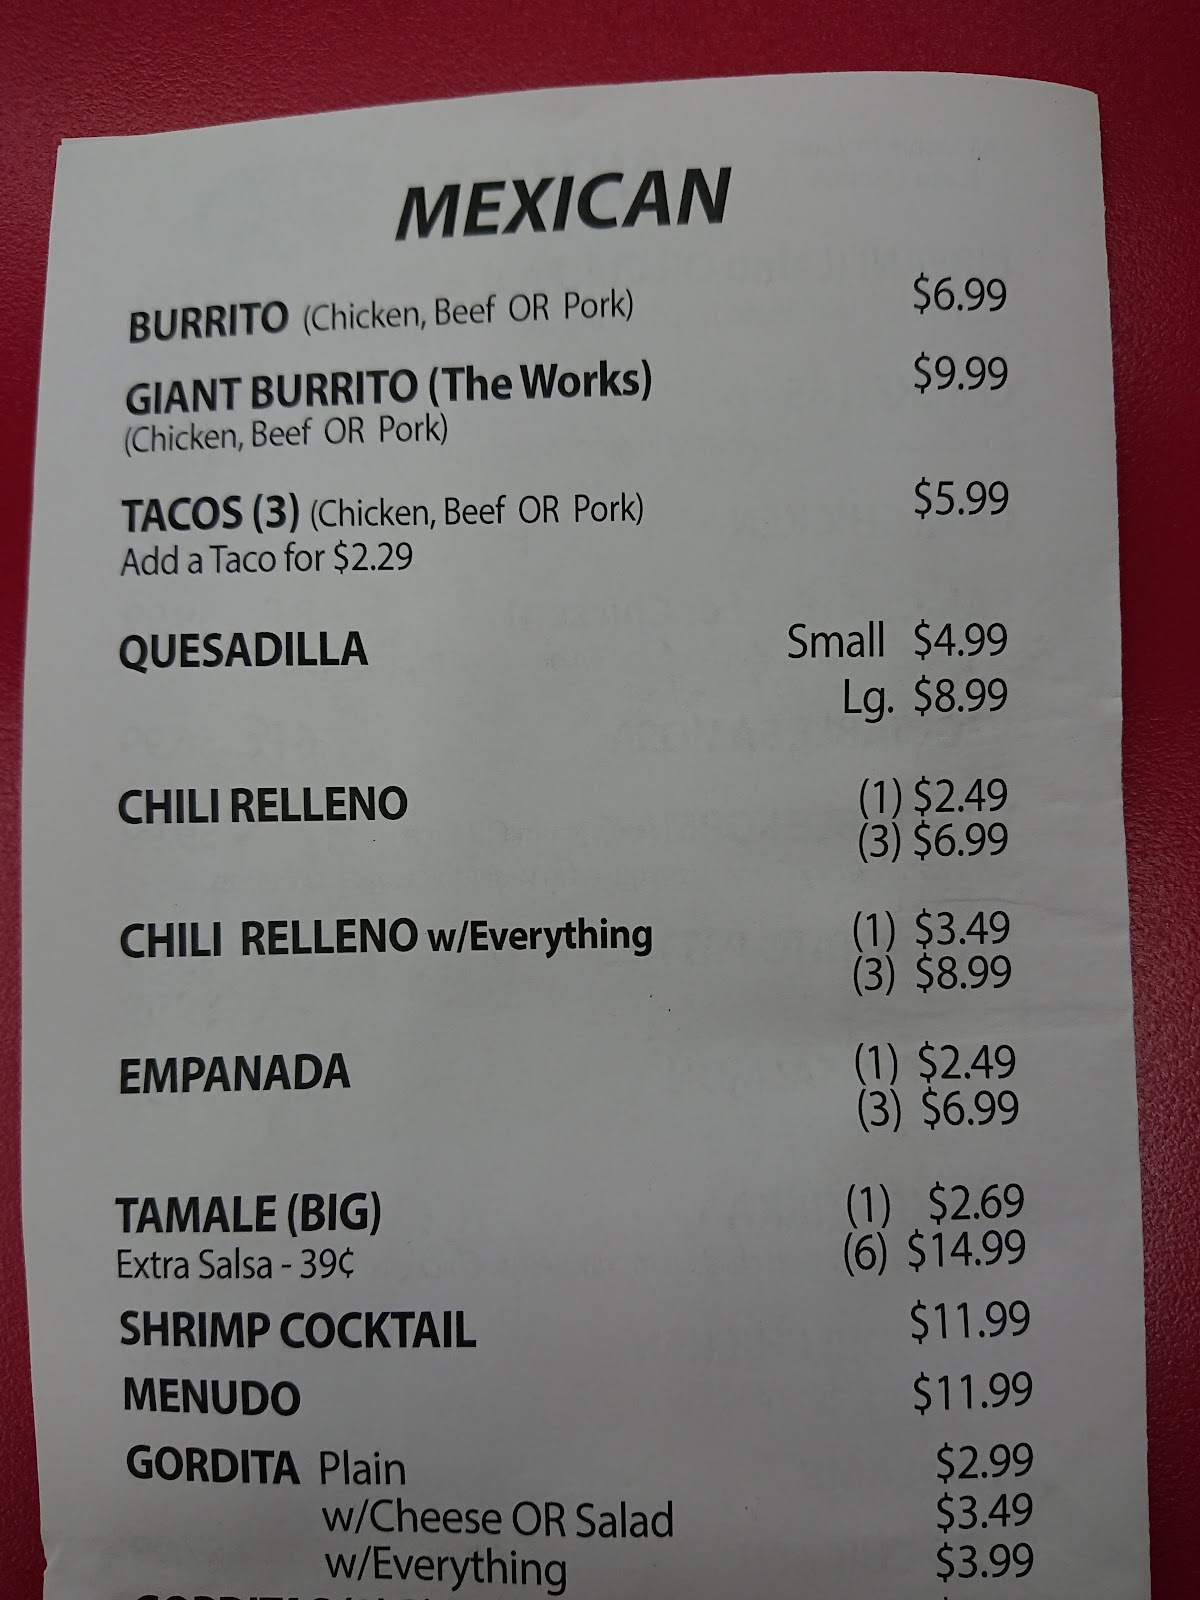 MEXICAN
BURRITO (Chicken, Beef OR Pork) $6.99
GIANT BURRITO (The Works) $9.99
(Chicken, Beef OR Pork)
TACOS (3) (Chicken, Beef OR Pork) $5.99
Add a Taco for $2.29
QUESADILLA Small $4.99
Lg. $8.99
CHILI RELLENO (1) $2.49
(3) $6.99
CHILI RELLENO w/Everything (1) $3.49
(3) $8.99
EMPANADA (1) $2.49
(3) $6.99
TAMALE (BIG) (1) $2.69
Extra Salsa - 39¢ (6) $14.99
SHRIMP COCKTAIL $11.99
MENUDO $11.99
GORDITA Plain $2.99
w/Cheese OR Salad $3.49
w/Everything $3.99